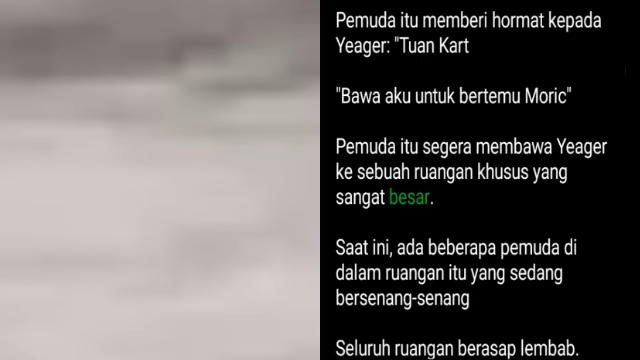 Pemuda itu memberi hormat kepada
Yeager: "Tuan Kart
"Bawa aku untuk bertemu Moric"
Pemuda itu segera membawa Yeager
ke sebuah ruangan khusus yang
sangat besar.
Saat ini, ada beberapa pemuda di
dalam ruangan itu yang sedang
bersenang-senang
Seluruh ruangan berasap lembab.